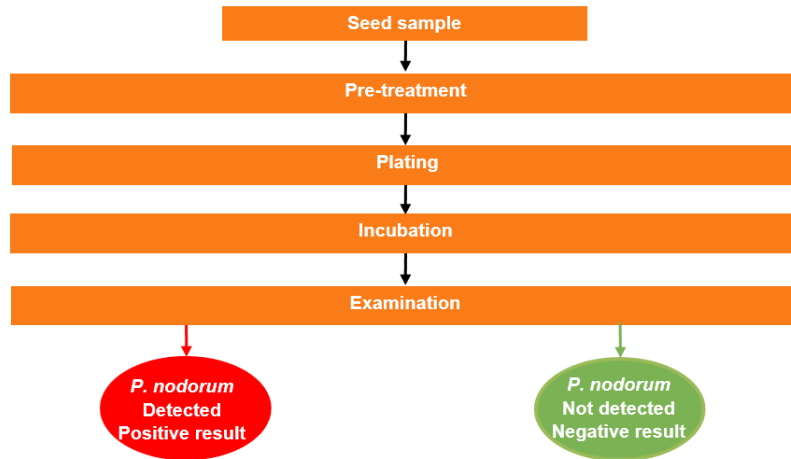 Seed sample
Pre-treatment
Plating
Incubation
Examination
P. nodorum
Detected
Positive result
P. nodorum
Not detected
Negative result